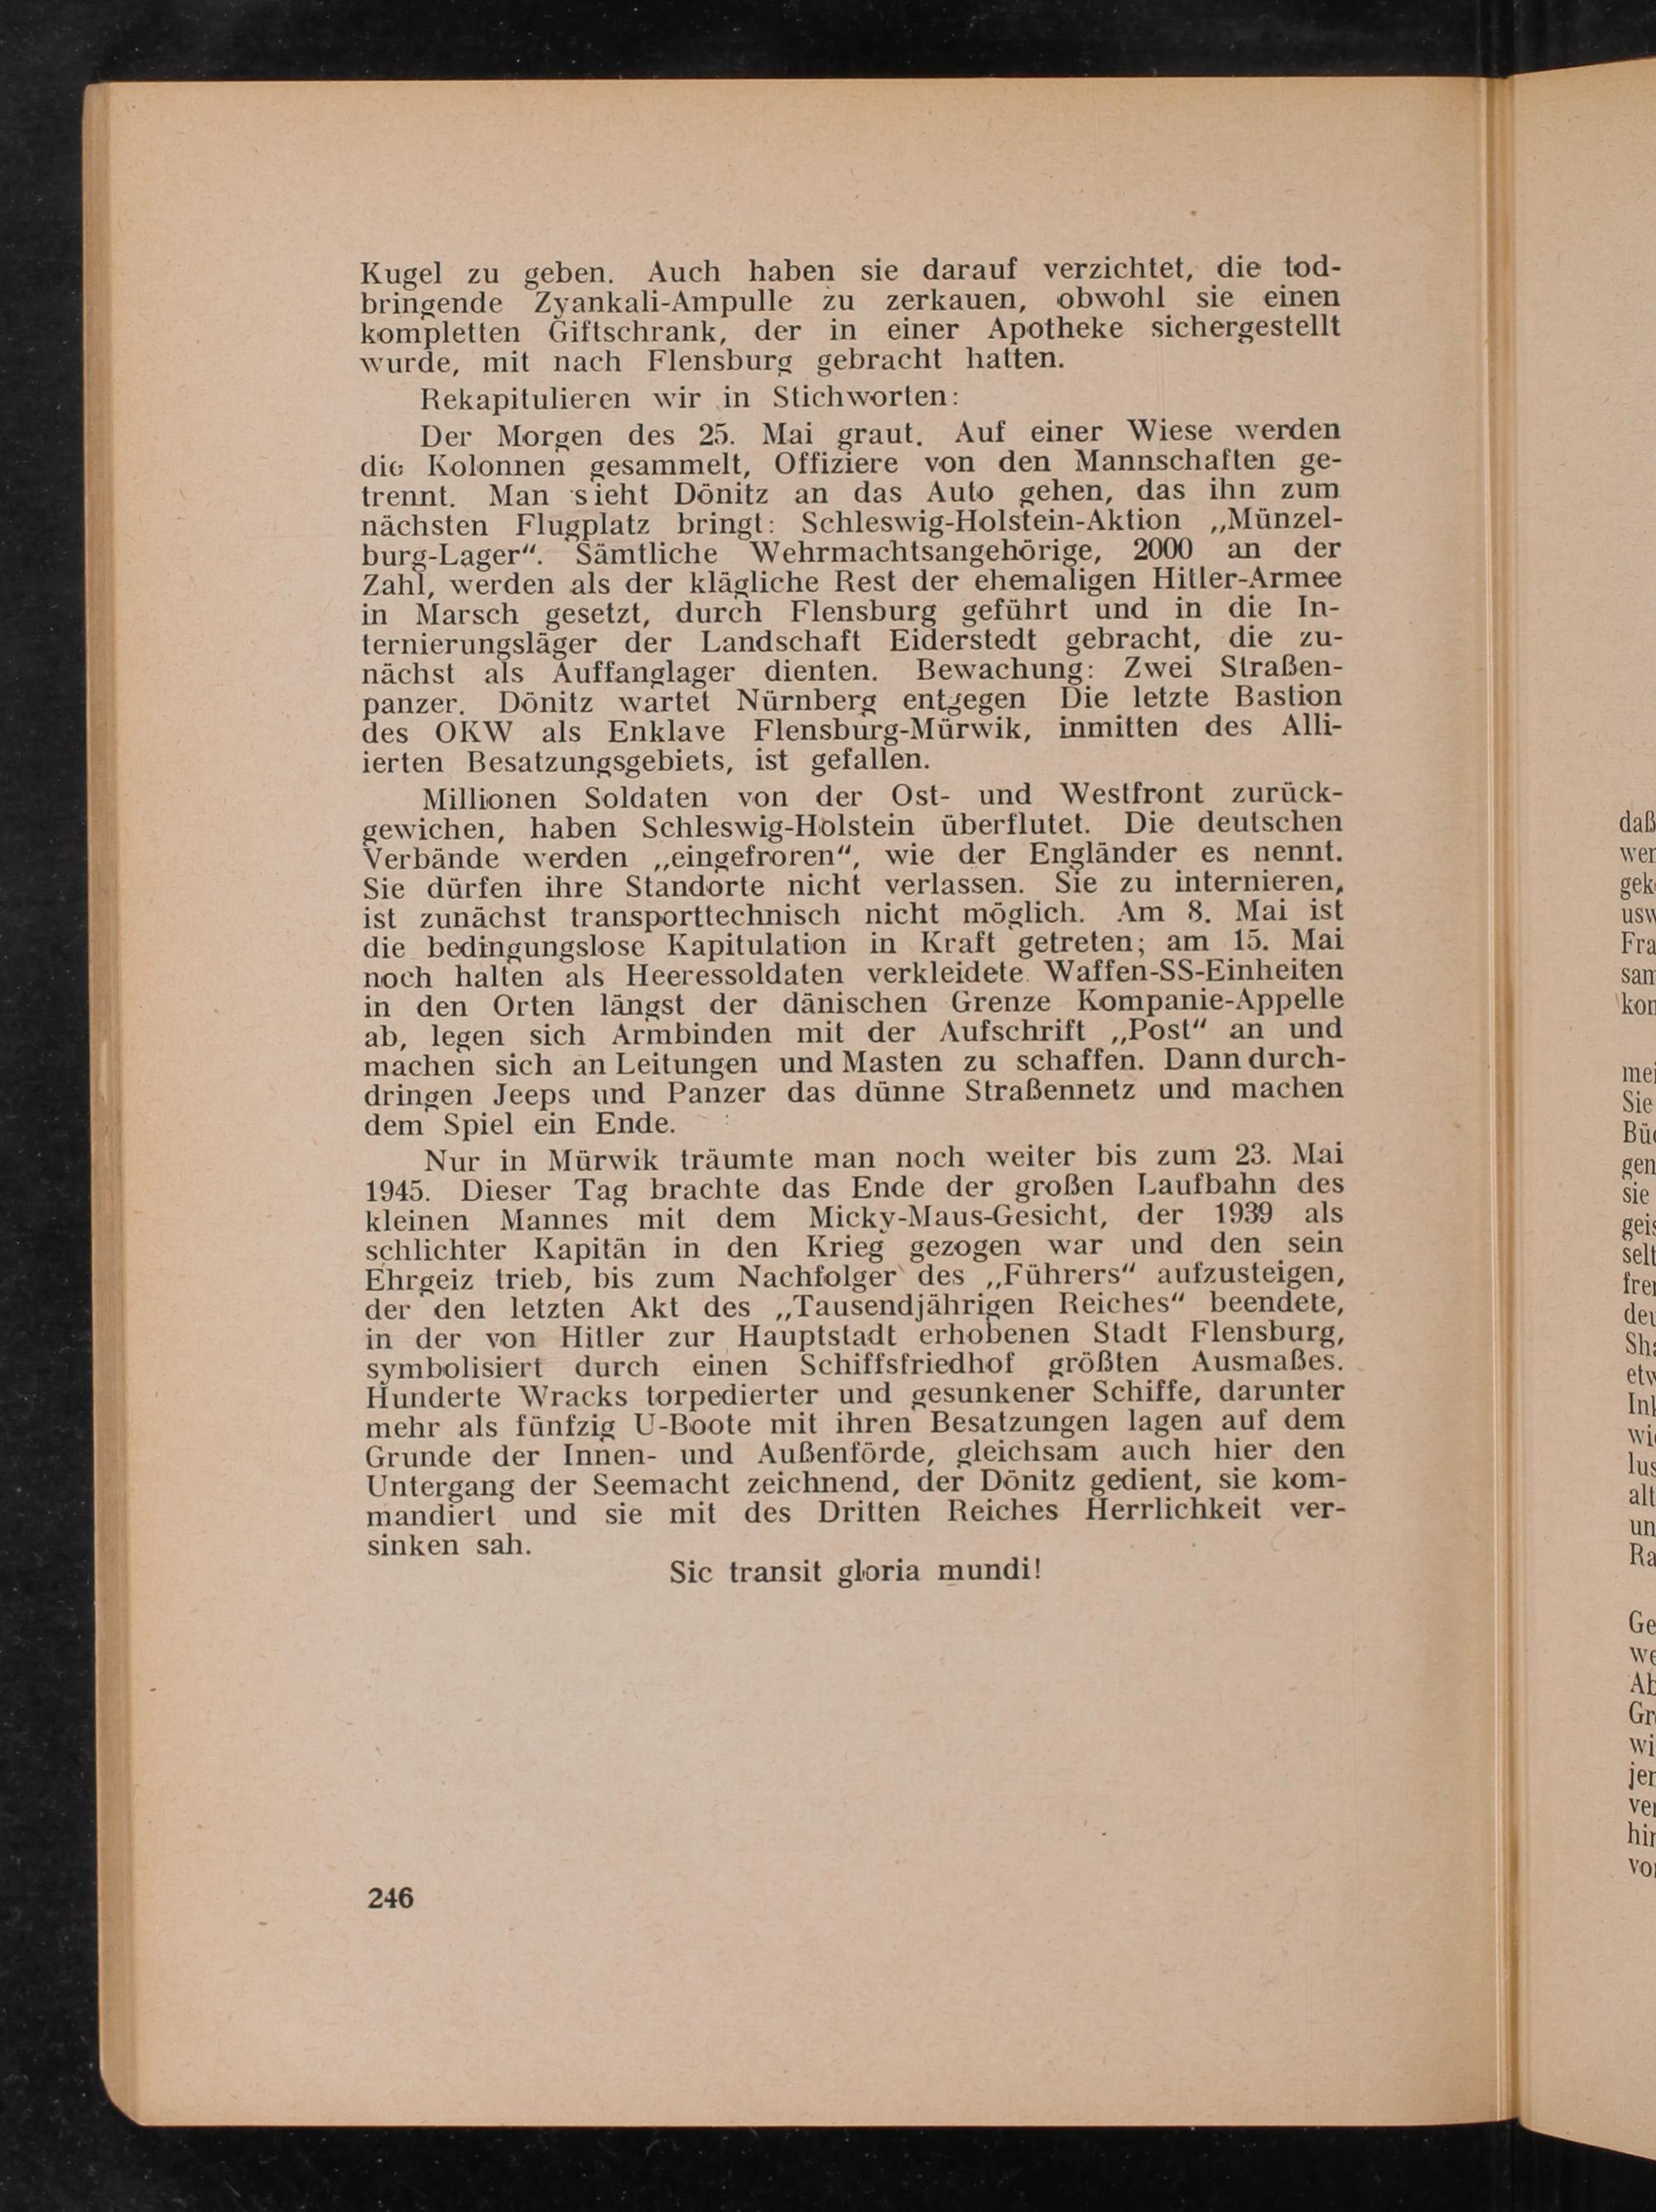 Kugel zu geben. Auch haben sie darauf verzichtet, die tod-
bringende Zyankali-Ampulle zu zerkauen, obwohl sie einen
kompletten Giftschrank, der in einer Apotheke sichergestellt
wurde, mit nach Flensburg gebracht hatten.
Rekapitulieren wir in Stichworten:
Der Morgen des 25. Mai graut. Auf einer Wiese werden
die Kolonnen gesammelt, Offiziere von den Mannschaften ge-
trennt. Man sieht Dönitz an das Auto gehen, das ihn zum
nächsten Flugplatz bringt: Schleswig-Holstein-Aktion „Münzel-
burg-Lager“. Sämtliche Wehrmachtsangehörige, 2000 an der
Zahl, werden als der klägliche Rest der ehemaligen Hitler-Armee
in Marsch gesetzt, durch Flensburg geführt und in die In-
ternierungsläger der Landschaft Eiderstedt gebracht, die zu-
nächst als Auffanglager dienten. Bewachung: Zwei Straßen-
panzer. Dönitz wartet Nürnberg entgegen Die letzte Bastion
des OKW als Enklave Flensburg-Mürwik, inmitten des Alli-
ierten Besatzungsgebiets, ist gefallen.
Millionen Soldaten von der Ost- und Westfront zurück-
gewichen, haben Schleswig-Holstein überflutet. Die deutschen
Verbände werden „eingefroren“, wie der Engländer es nennt.
Sie dürfen ihre Standorte nicht verlassen. Sie zu internieren,
ist zunächst transporttechnisch nicht möglich. Am 8. Mai ist
die bedingungslose Kapitulation in Kraft getreten; am 15. Mai
noch halten als Heeressoldaten verkleidete Waffen-SS-Einheiten
in den Orten längst der dänischen Grenze Kompanie-Appelle
ab, legen sich Armbinden mit der Aufschrift „Post“ an und
machen sich an Leitungen und Masten zu schaffen. Dann durch-
dringen Jeeps und Panzer das dünne Straßennetz und machen
dem Spiel ein Ende.
Nur in Mürwik träumte man noch weiter bis zum 23. Mai
1945. Dieser Tag brachte das Ende der großen Laufbahn des
kleinen Mannes mit dem Micky-Maus-Gesicht, der 1939 als
schlichter Kapitän in den Krieg gezogen war und den sein
Ehrgeiz trieb, bis zum Nachfolger des „Führers“ aufzusteigen,
der den letzten Akt des „Tausendjährigen Reiches“ beendete,
in der von Hitler zur Hauptstadt erhobenen Stadt Flensburg,
symbolisiert durch einen Schiffsfriedhof größten Ausmaßes.
Hunderte Wracks torpedierter und gesunkener Schiffe, darunter
mehr als fünfzig U-Boote mit ihren Besatzungen lagen auf dem
Grunde der Innen- und Außenförde, gleichsam auch hier den
Untergang der Seemacht zeichnend, der Dönitz gedient, sie kom-
mandiert und sie mit des Dritten Reiches Herrlichkeit ver-
sinken sah.
Sic transit gloria mundi!
246